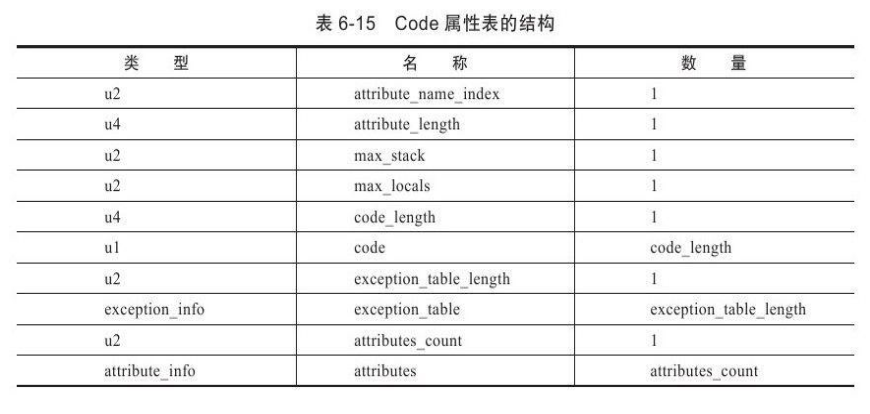 表 6-15 Code 属性表的结构
类 型 名 称 数 量
u2 attribute_name_index 1
u4 attribute_length 1
u2 max_stack 1
u2 max_locals 1
u4 code_length 1
u1 code code_length
u2 exception_table_length 1
exception_info exception_table exception_table_length
u2 attributes_count 1
attribute_info attributes attributes_count